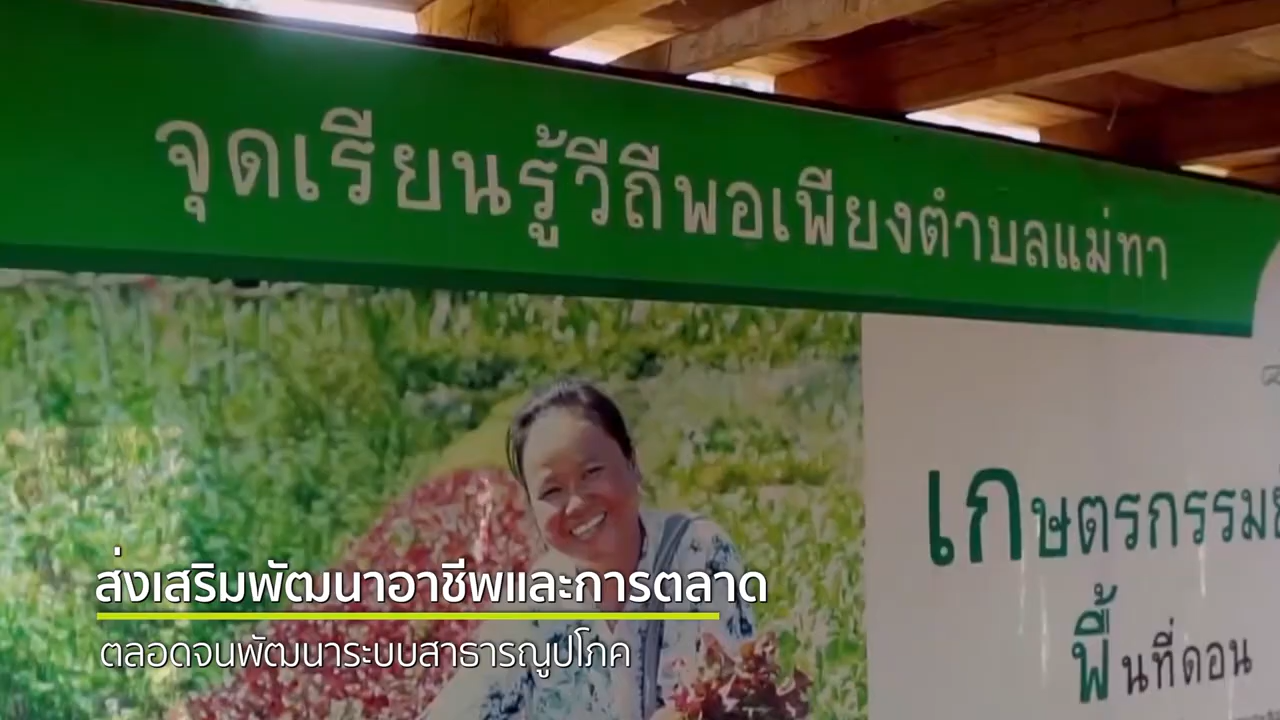 จุดเรียนรู้วีถีพอเพียงตำบลแม่ทา
เกษตรกรรม
พื้นที่ดอน
ส่งเสริมพัฒนาอาชีพและการตลาด
ตลอดจนพัฒนาระบบสาธารณูปโภค